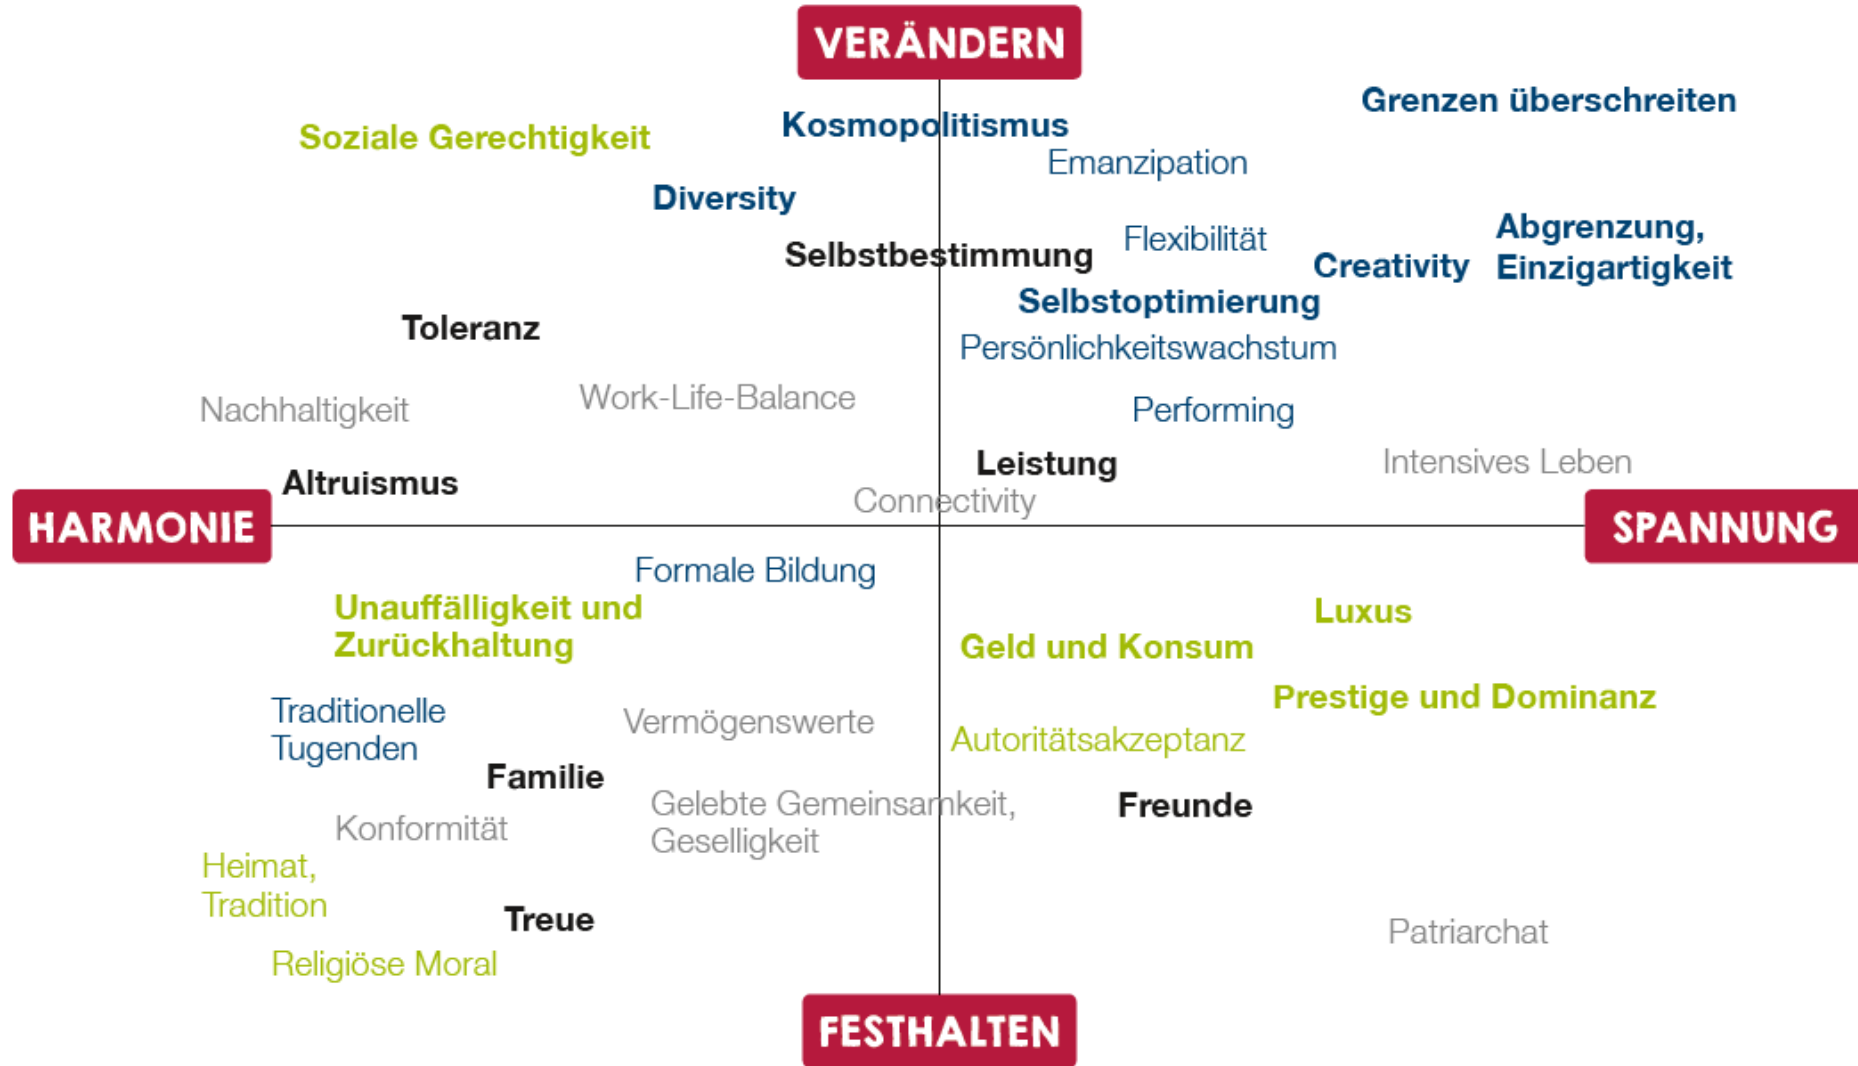 VERÄNDERN
Grenzen überschreiten
Kosmopolitismus
Soziale Gerechtigkeit
Emanzipation
Diversity
Abgrenzung,
Einzigartigkeit
Flexibilität
Selbstbestimmung
Creativity
Selbstoptimierung
Toleranz
Persönlichkeitswachstum
Work-Life-Balance
Nachhaltigkeit
Performing
Leistung
Intensives Leben
Altruismus
Connectivity
HARMONIE
SPANNUNG
Formale Bildung
Unauffälligkeit und
Zurückhaltung
Luxus
Geld und Konsum
Prestige und Dominanz
Traditionelle
Tugenden
Vermögenswerte
Autoritätsakzeptanz
Familie
Gelebte Gemeinsamkeit,
Geselligkeit
Freunde
Konformität
Heimat,
Tradition
Treue
Patriarchat
Religiöse Moral
FESTHALTEN